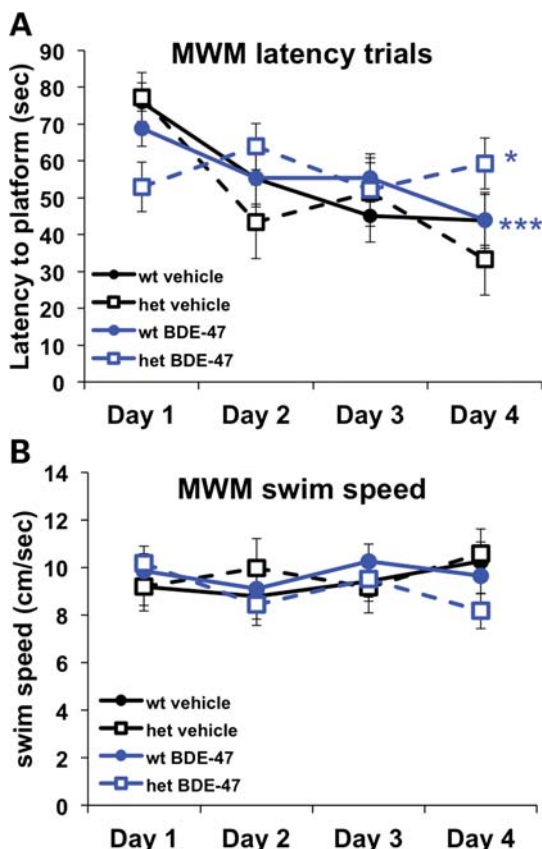 A
MWM latency trials
Latency to platform (sec)
90
80
70
60
50
40
30
20
10
0
*
***
wt vehicle
het vehicle
wt BDE-47
het BDE-47
Day 1 Day 2 Day 3 Day 4
B
MWM swim speed
swim speed (cm/sec)
14
12
10
8
6
4
2
0
wt vehicle
het vehicle
wt BDE-47
het BDE-47
Day 1 Day 2 Day 3 Day 4